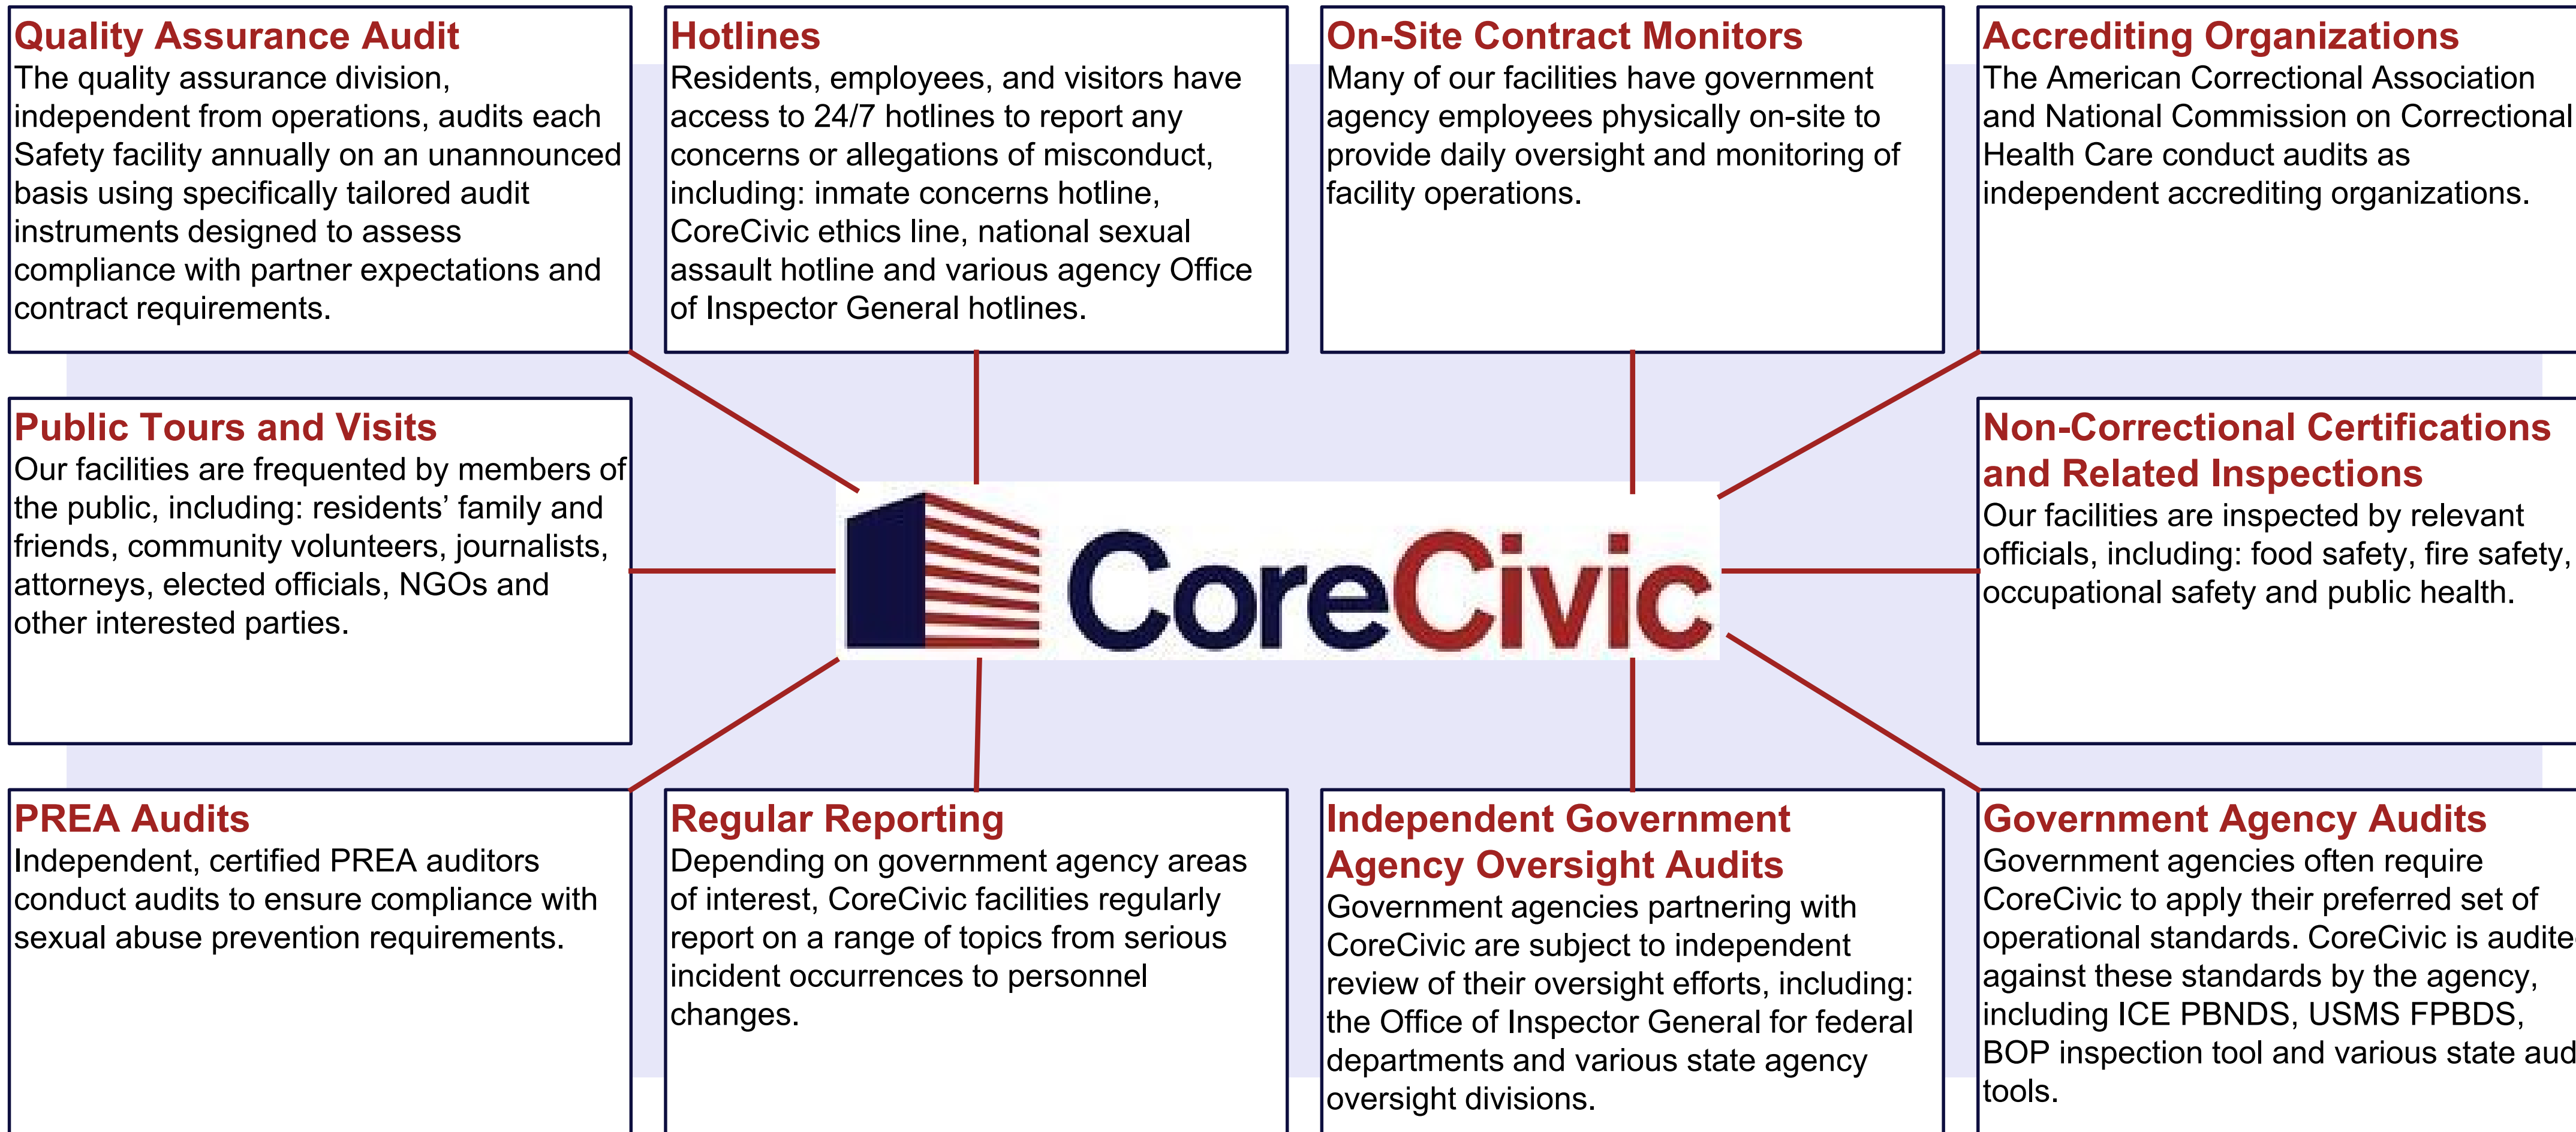 Quality Assurance Audit
The quality assurance division,
independent from operations, audits each
Safety facility annually on an unannounced
basis using specifically tailored audit
instruments designed to assess
compliance with partner expectations and
contract requirements.
Hotlines
Residents, employees, and visitors have
access to 24/7 hotlines to report any
concerns or allegations of misconduct,
including: inmate concerns hotline,
CoreCivic ethics line, national sexual
assault hotline and various agency Office
of Inspector General hotlines.
On-Site Contract Monitors
Many of our facilities have government
agency employees physically on-site to
provide daily oversight and monitoring of
facility operations.
Accrediting Organizations
The American Correctional Association
and National Commission on Correctional
Health Care conduct audits as
independent accrediting organizations.
Public Tours and Visits
Our facilities are frequented by members of
the public, including: residents’ family and
friends, community volunteers, journalists,
attorneys, elected officials, NGOs and
other interested parties.
CoreCivic
Non-Correctional Certifications
and Related Inspections
Our facilities are inspected by relevant
officials, including: food safety, fire safety,
occupational safety and public health.
PREA Audits
Independent, certified PREA auditors
conduct audits to ensure compliance with
sexual abuse prevention requirements.
Regular Reporting
Depending on government agency areas
of interest, CoreCivic facilities regularly
report on a range of topics from serious
incident occurrences to personnel
changes.
Independent Government
Agency Oversight Audits
Government agencies partnering with
CoreCivic are subject to independent
review of their oversight efforts, including:
the Office of Inspector General for federal
departments and various state agency
oversight divisions.
Government Agency Audits
Government agencies often require
CoreCivic to apply their preferred set of
operational standards. CoreCivic is
against these standards by the agency,
including ICE PBNDS, USMS FPBDS,
BOP inspection tool and various state
tools.